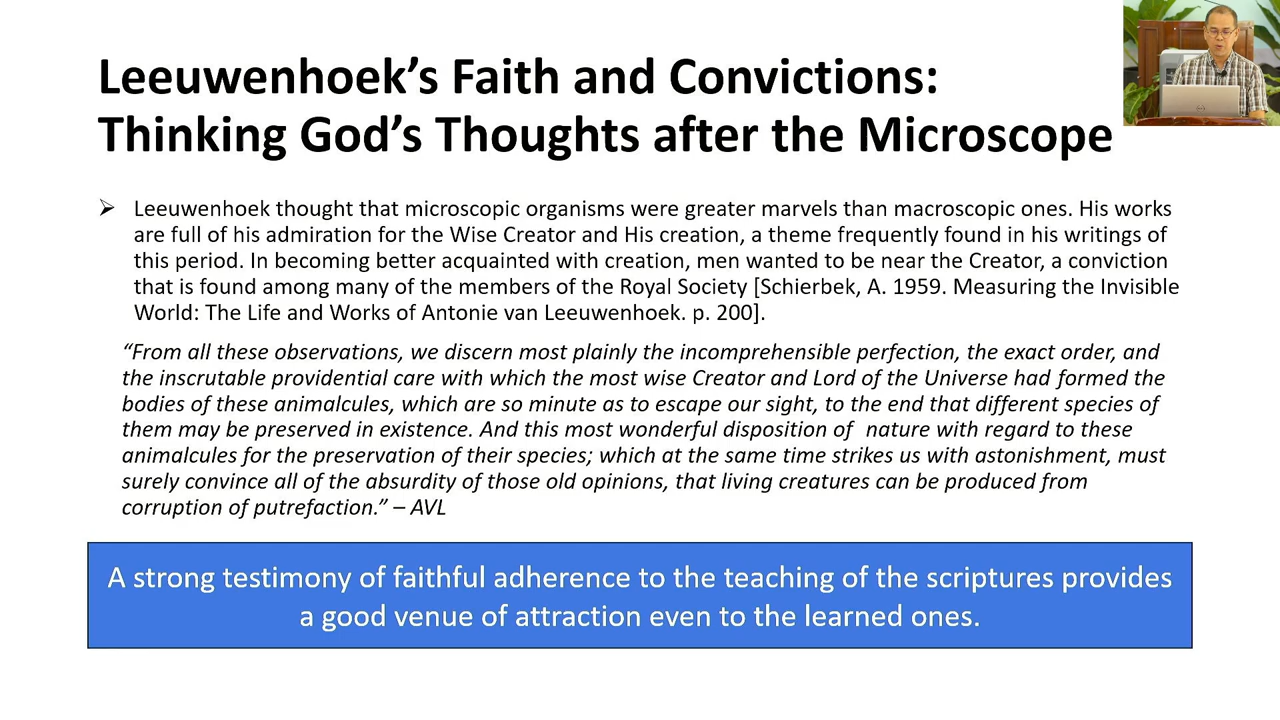 Leeuwenhoek’s Faith and Convictions:
Thinking God’s Thoughts after the Microscope
➢ Leeuwenhoek thought that microscopic organisms were greater marvels than macroscopic ones. His works
are full of his admiration for the Wise Creator and His creation, a theme frequently found in his writings of
this period. In becoming better acquainted with creation, men wanted to be near the Creator, a conviction
that is found among many of the members of the Royal Society [Schierbek, A. 1959. Measuring the Invisible
World: The Life and Works of Antonie van Leeuwenhoek. p. 200].
“From all these observations, we discern most plainly the incomprehensible perfection, the exact order, and
the inscrutable providential care with which the most wise Creator and Lord of the Universe had formed the
bodies of these animalcules, which are so minute as to escape our sight, to the end that different species of
them may be preserved in existence. And this most wonderful disposition of  nature with regard to these
animalcules for the preservation of their species; which at the same time strikes us with astonishment, must
surely convince all of the absurdity of those old opinions, that living creatures can be produced from
corruption of putrefaction.” – AVL
A strong testimony of faithful adherence to the teaching of the scriptures provides
a good venue of attraction even to the learned ones.